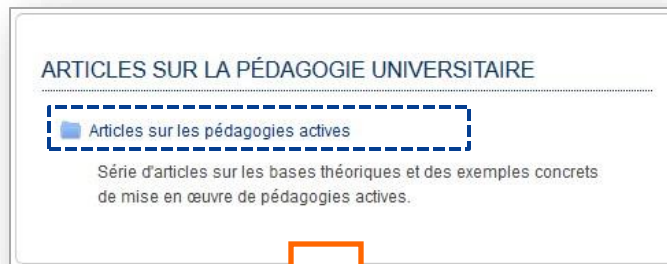 ARTICLES SUR LA PÉDAGOGIE UNIVERSITAIRE
Articles sur les pédagogies actives
Série d'articles sur les bases théoriques et des exemples concrets
de mise en œuvre de pédagogies actives.